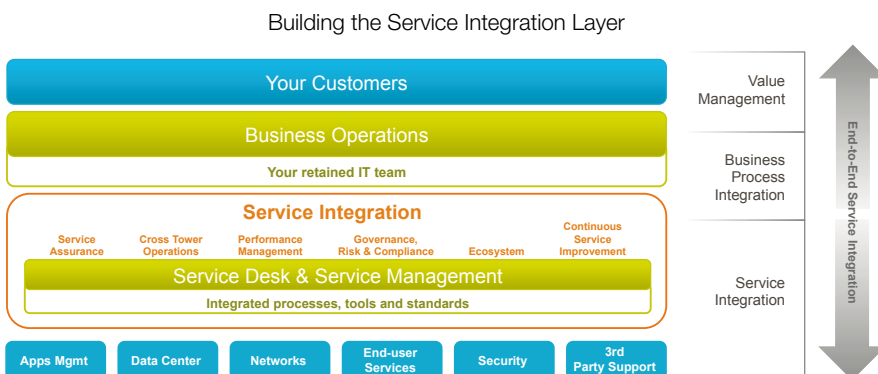 Building the Service Integration Layer
Your Customers
Business Operations
Your retained IT team
Service Integration
Service
Assurance
Cross Tower
Operations
Performance
Management
Governance,
Risk & Compliance
Ecosystem
Continuous
Service
Improvement
Service Desk & Service Management
Integrated processes, tools and standards
Apps Mgmt
Data Center
Networks
End-user
Services
Security
3rd
Party Support
Value
Management
Business
Process
Integration
Service
Integration
End-to-End Service Integration